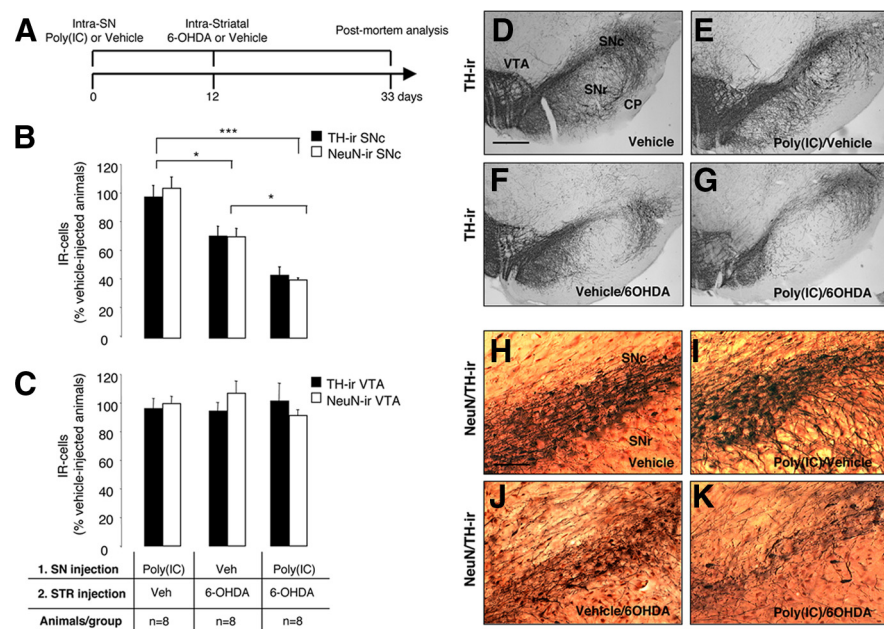 A
Intra-SN
Poly(IC) or Vehicle
Intra-Striatal
6-OHDA or Vehicle
Post-mortem analysis
0
12
33 days
B
***
*
*
TH-ir SNc
NeuN-ir SNc
IR-cells
(% vehicle-injected animals)
120
100
80
60
40
20
0
C
TH-ir VTA
NeuN-ir VTA
IR-cells
(% vehicle-injected animals)
120
100
80
60
40
20
0
1. SN injection Poly(IC) Veh Poly(IC)
2. STR injection Veh 6-OHDA 6-OHDA
Animals/group n=8 n=8 n=8
TH-ir
D
SNc
VTA
SNr
CP
Vehicle
E
Poly(IC)/Vehicle
TH-ir
F
Vehicle/6OHDA
G
Poly(IC)/6OHDA
NeuN/TH-ir
H
SNc
SNr
Vehicle
I
Poly(IC)/Vehicle
NeuN/TH-ir
J
Vehicle/6OHDA
K
Poly(IC)/6OHDA